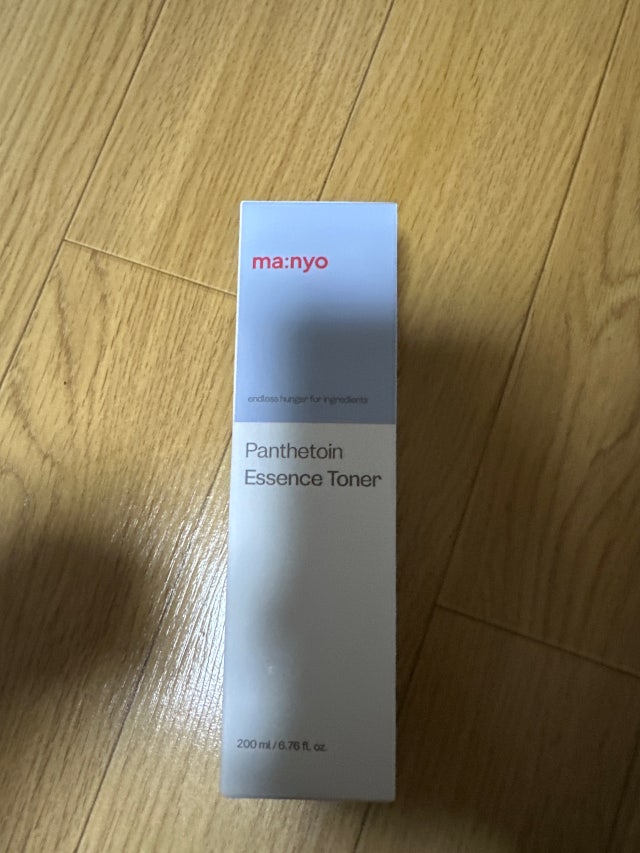 ma:nyo
endless hunger for ingredients
Panthetoin
Essence Toner
200 ml / 6.76 fl. oz.